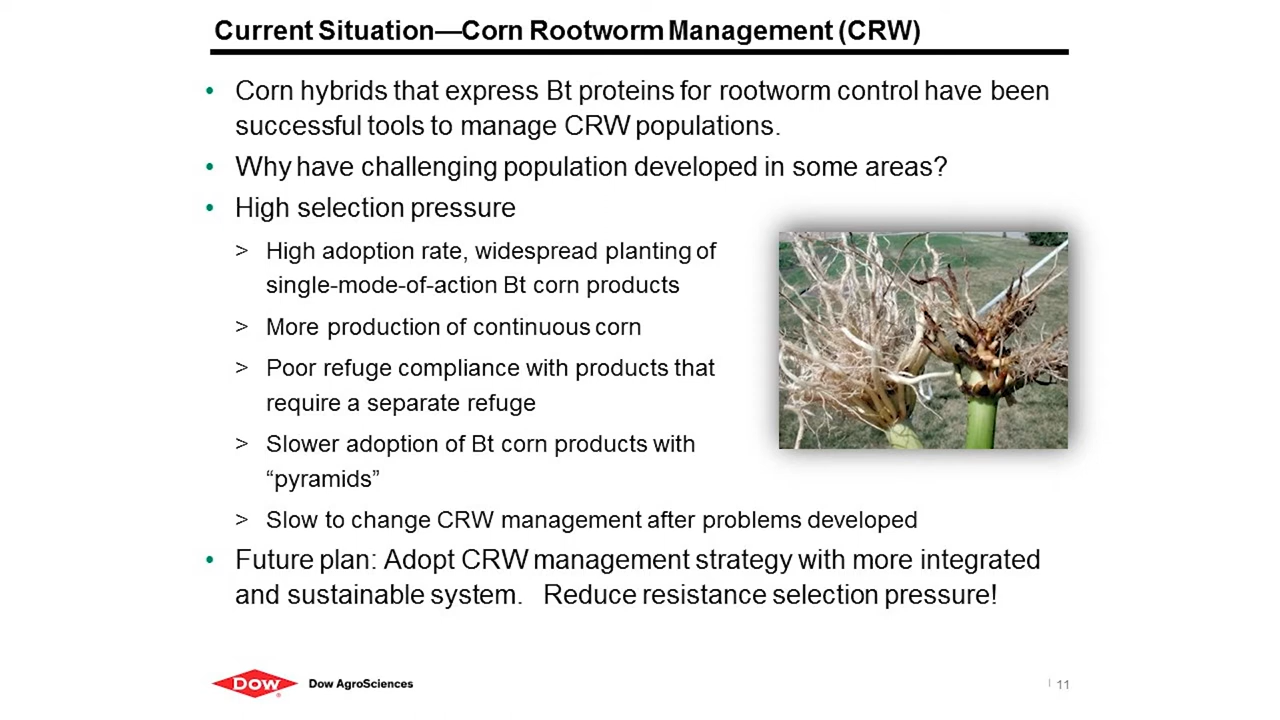 Current Situation—Corn Rootworm Management (CRW)
• Corn hybrids that express Bt proteins for rootworm control have been
successful tools to manage CRW populations.
• Why have challenging population developed in some areas?
• High selection pressure
> High adoption rate, widespread planting of
single-mode-of-action Bt corn products
> More production of continuous corn
> Poor refuge compliance with products that
require a separate refuge
> Slower adoption of Bt corn products with
“pyramids”
> Slow to change CRW management after problems developed
• Future plan: Adopt CRW management strategy with more integrated
and sustainable system. Reduce resistance selection pressure!
DOW ® Dow AgroSciences
| 11